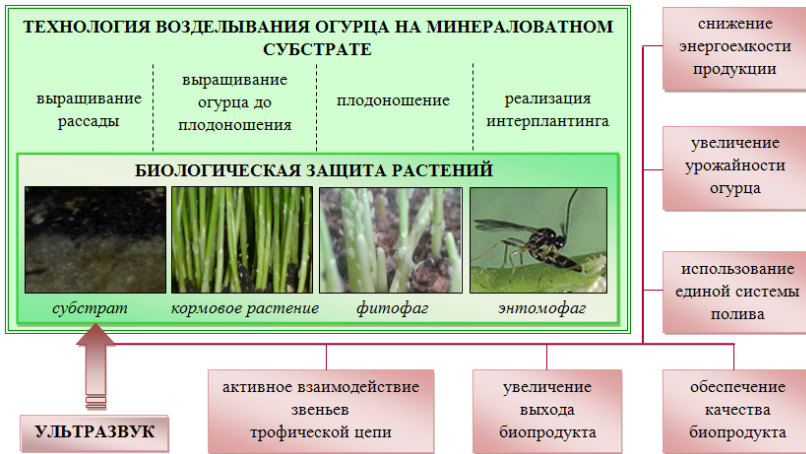 ТЕХНОЛОГИЯ ВОЗДЕЛЫВАНИЯ ОГУРЦА НА МИНЕРАЛОВАТНОМ
СУБСТРАТЕ
выращивание
рассады
выращивание
огурца до
плодоношения
плодоношение
реализация
интерплантинга
БИОЛОГИЧЕСКАЯ ЗАЩИТА РАСТЕНИЙ
субстрат
кормовое растение
фитофаг
энтомофаг
УЛЬТРАЗВУК
снижение
энергоемкости
продукции
увеличение
урожайности
огурца
использование
единой системы
полива
активное взаимодействие
звеньев
трофической цепи
увеличение
выхода
биопродукта
обеспечение
качества
биопродукта